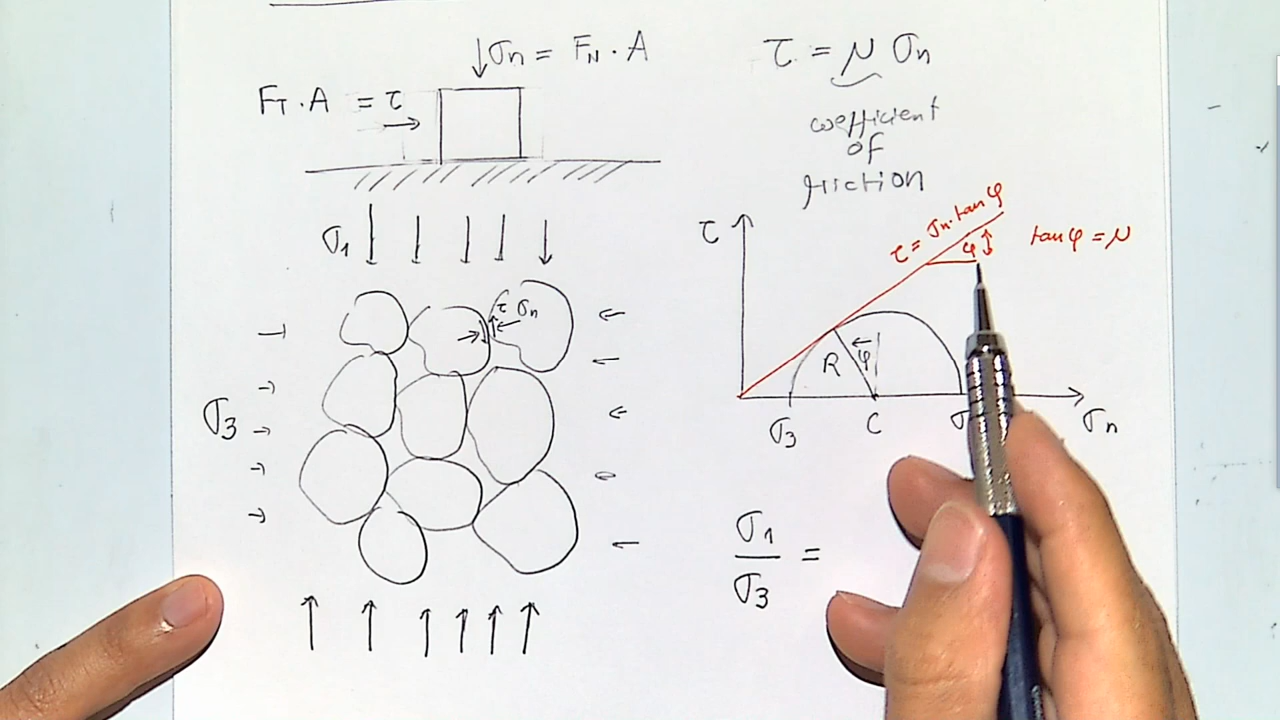 ↓σn = FN · A
FT · A = τ
τ = μ σn
coefficient
of
friction
σ1
τ σn
σ3
τ
τ = σn · tan φ
φ
tan φ = μ
R
φ
σ3
C
σn
σ1
σ3
=